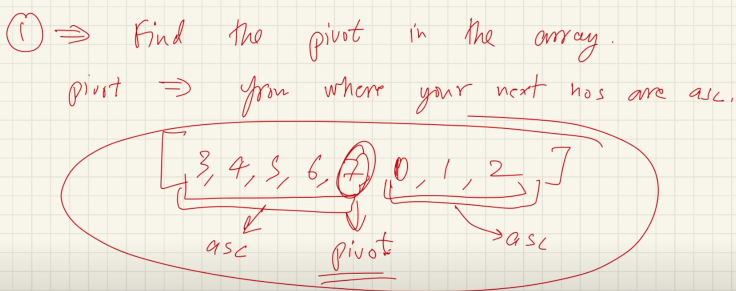 ① ⇒ Find the pivot in the array.
pivot ⇒ from where your next nos are asc.
[3, 4, 5, 6, 7, 0, 1, 2]
asc pivot asc